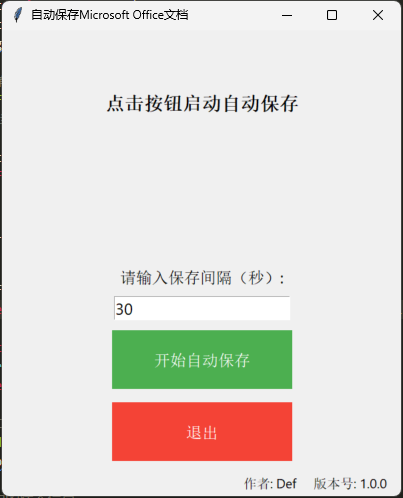 自动保存Microsoft Office文档
点击按钮启动自动保存
请输入保存间隔（秒）:
30
开始自动保存
退出
作者: Def 版本号: 1.0.0